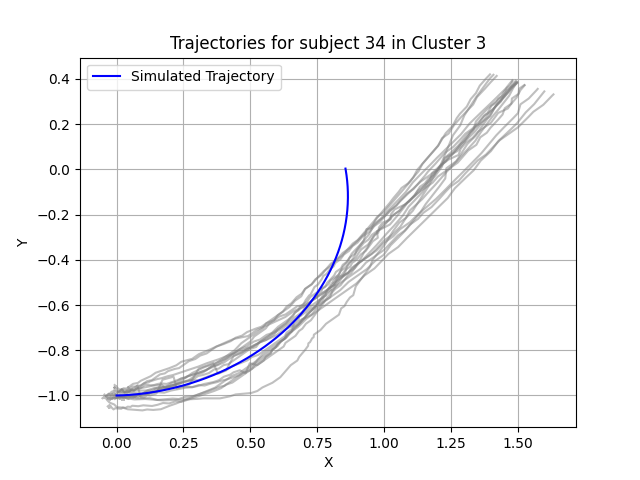 Trajectories for subject 34 in Cluster 3
Simulated Trajectory
0.4
0.2
0.0
−0.2
−0.4
−0.6
−0.8
−1.0
Y
0.00 0.25 0.50 0.75 1.00 1.25 1.50
X